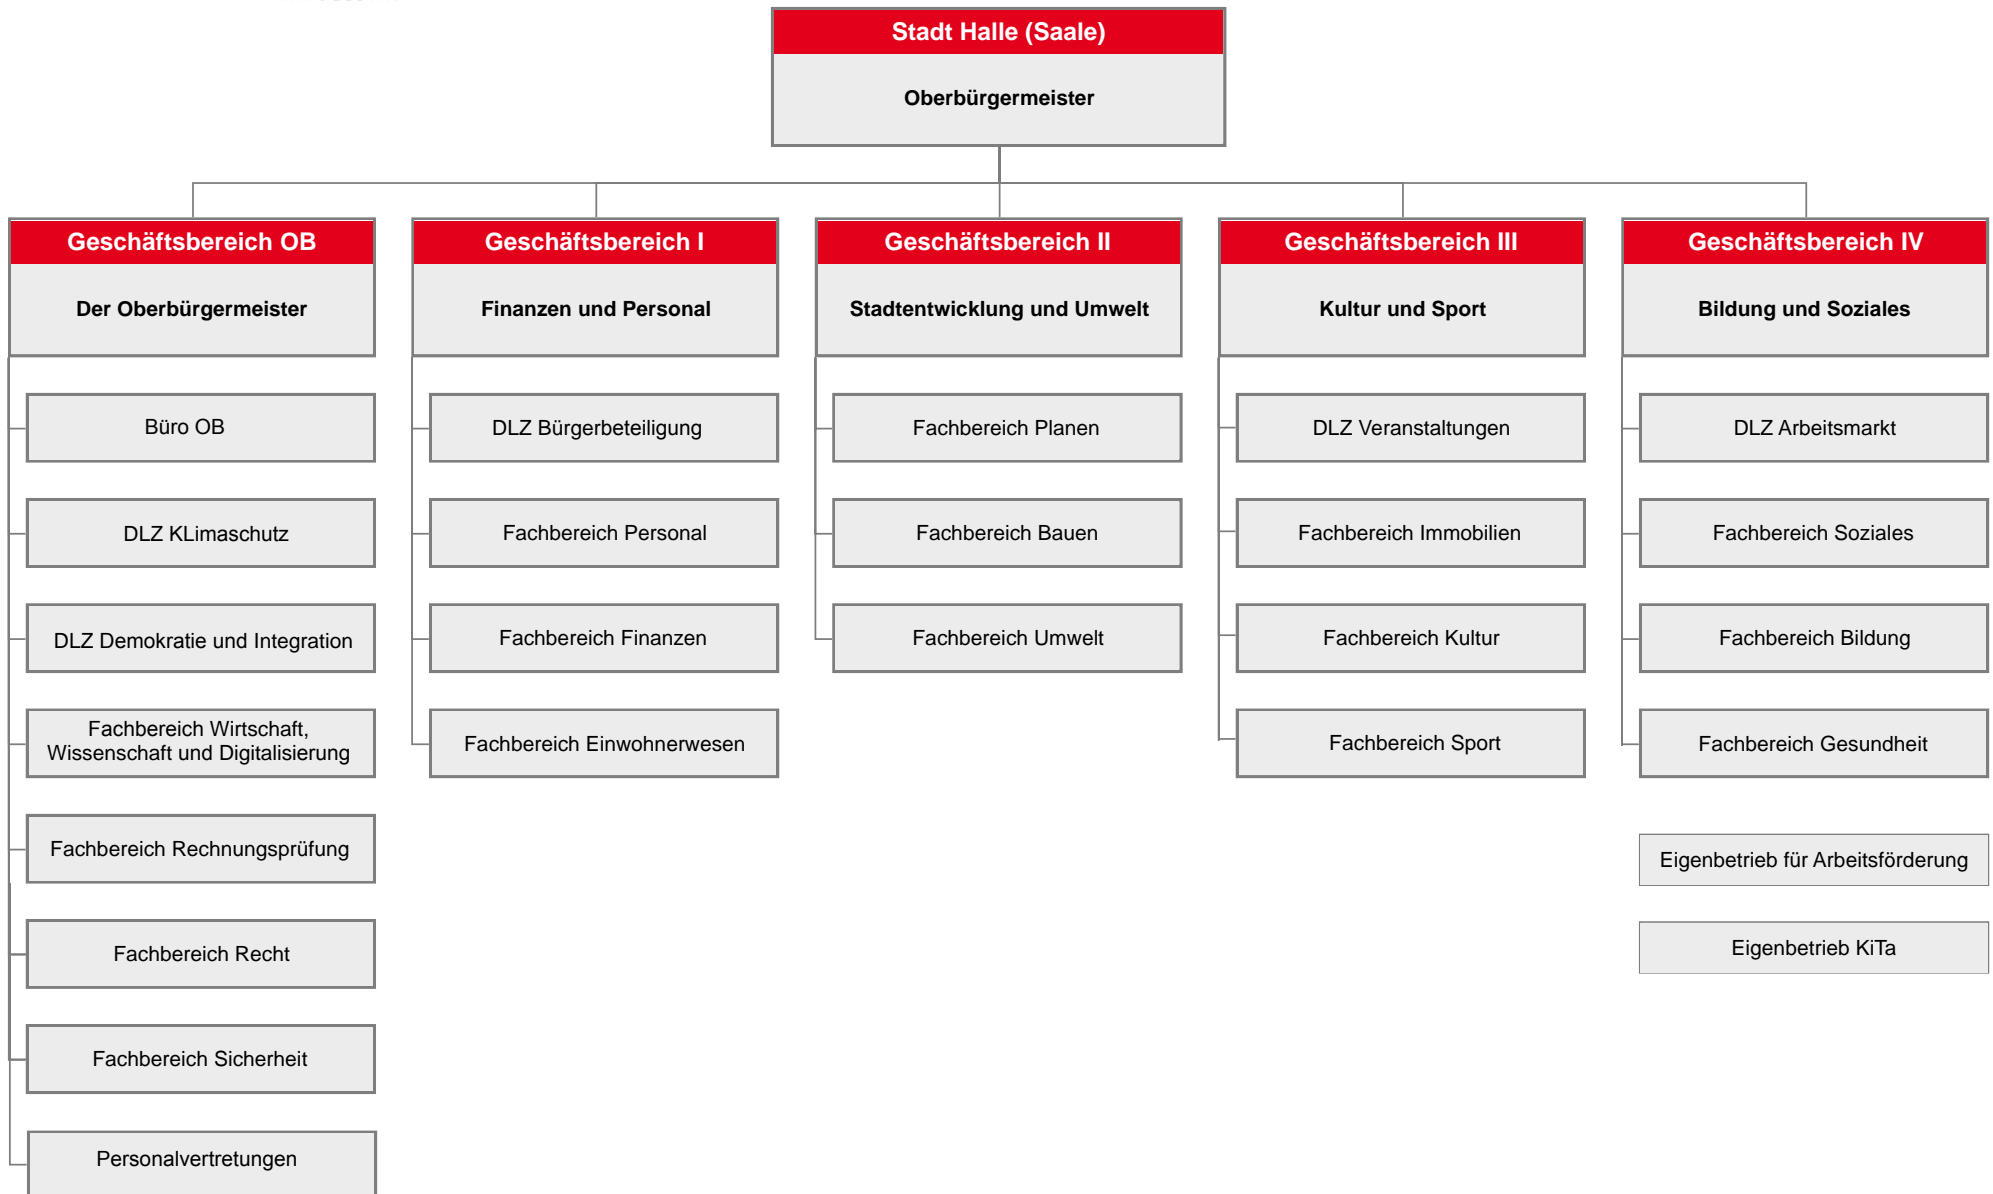 Stadt Halle (Saale)
Oberbürgermeister
Geschäftsbereich OB
Der Oberbürgermeister
Büro OB
DLZ KLimaschutz
DLZ Demokratie und Integration
Fachbereich Wirtschaft,
Wissenschaft und Digitalisierung
Fachbereich Rechnungsprüfung
Fachbereich Recht
Fachbereich Sicherheit
Personalvertretungen
Geschäftsbereich I
Finanzen und Personal
DLZ Bürgerbeteiligung
Fachbereich Personal
Fachbereich Finanzen
Fachbereich Einwohnerwesen
Geschäftsbereich II
Stadtentwicklung und Umwelt
Fachbereich Planen
Fachbereich Bauen
Fachbereich Umwelt
Geschäftsbereich III
Kultur und Sport
DLZ Veranstaltungen
Fachbereich Immobilien
Fachbereich Kultur
Fachbereich Sport
Geschäftsbereich IV
Bildung und Soziales
DLZ Arbeitsmarkt
Fachbereich Soziales
Fachbereich Bildung
Fachbereich Gesundheit
Eigenbetrieb für Arbeitsförderung
Eigenbetrieb KiTa